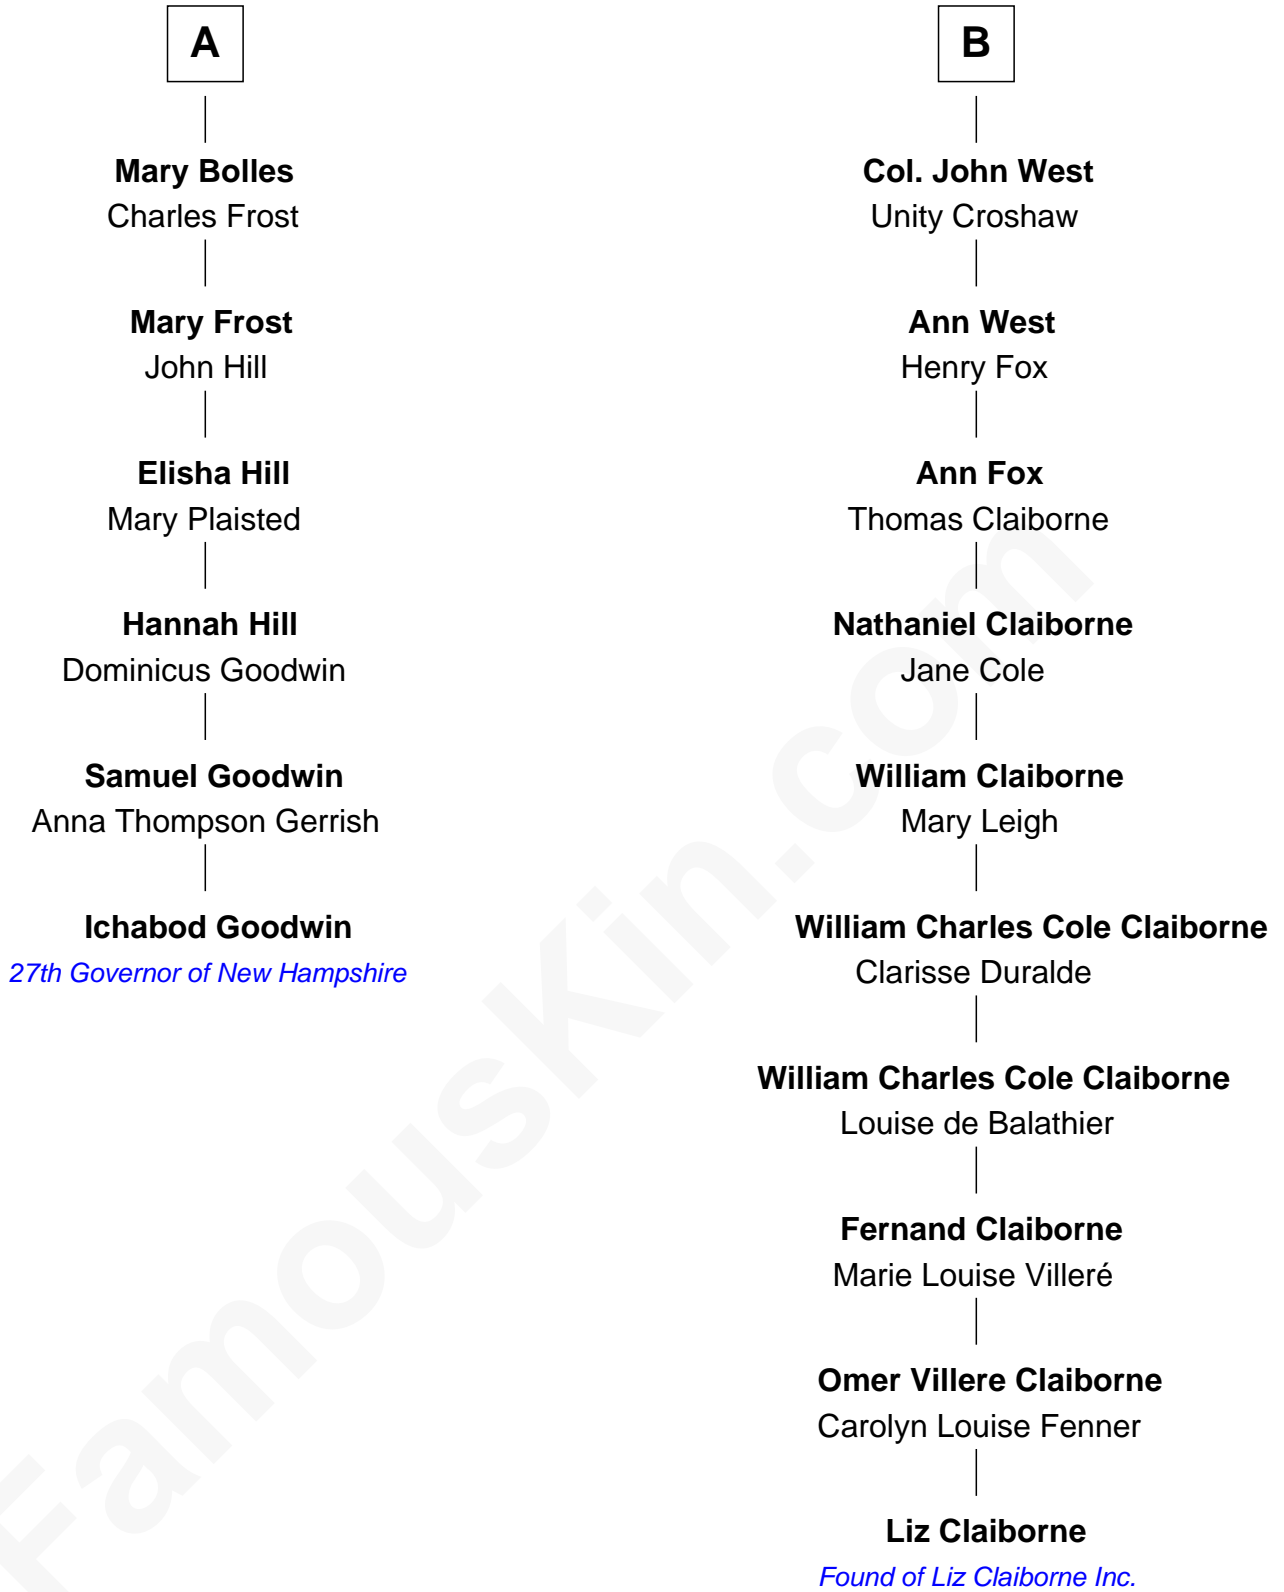 A
Mary Bolles
Charles Frost
Mary Frost
John Hill
Elisha Hill
Mary Plaisted
Hannah Hill
Dominicus Goodwin
Samuel Goodwin
Anna Thompson Gerrish
Ichabod Goodwin
27th Governor of New Hampshire
B
Col. John West
Unity Croshaw
Ann West
Henry Fox
Ann Fox
Thomas Claiborne
Nathaniel Claiborne
Jane Cole
William Claiborne
Mary Leigh
William Charles Cole Claiborne
Clarisse Duralde
William Charles Cole Claiborne
Louise de Balathier
Fernand Claiborne
Marie Louise Villeré
Omer Villere Claiborne
Carolyn Louise Fenner
Liz Claiborne
Found of Liz Claiborne Inc.
FamousKin.com